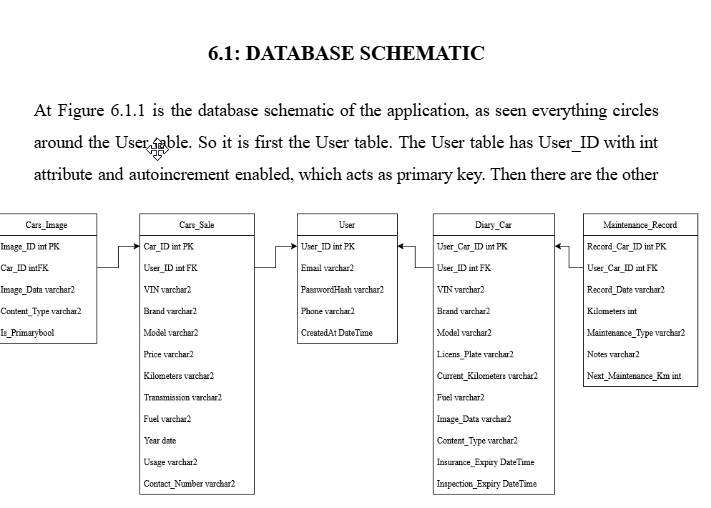 6.1: DATABASE SCHEMATIC
At Figure 6.1.1 is the database schematic of the application, as seen everything circles
around the User table. So it is first the User table. The User table has User_ID with int
attribute and autoincrement enabled, which acts as primary key. Then there are the other
Cars_Image
Image_ID int PK
Car_ID intFK
Image_Data varchar2
Content_Type varchar2
Is_Primarybool
Cars_Sale
Car_ID int PK
User_ID int FK
VIN varchar2
Brand varchar2
Model varchar2
Price varchar2
Kilometers varchar2
Transmission varchar2
Fuel varchar2
Year date
Usage varchar2
Contact_Number varchar2
User
User_ID int PK
Email varchar2
PasswordHash varchar2
Phone varchar2
CreatedAt DateTime
Diary_Car
User_Car_ID int PK
User_ID int FK
VIN varchar2
Brand varchar2
Model varchar2
Licens_Plate varchar2
Current_Kilometers varchar2
Fuel varchar2
Image_Data varchar2
Content_Type varchar2
Insurance_Expiry DateTime
Inspection_Expiry DateTime
Maintenance_Record
Record_Car_ID int PK
User_Car_ID int FK
Record_Date varchar2
Kilometers int
Maintenance_Type varchar2
Notes varchar2
Next_Maintenance_Km int